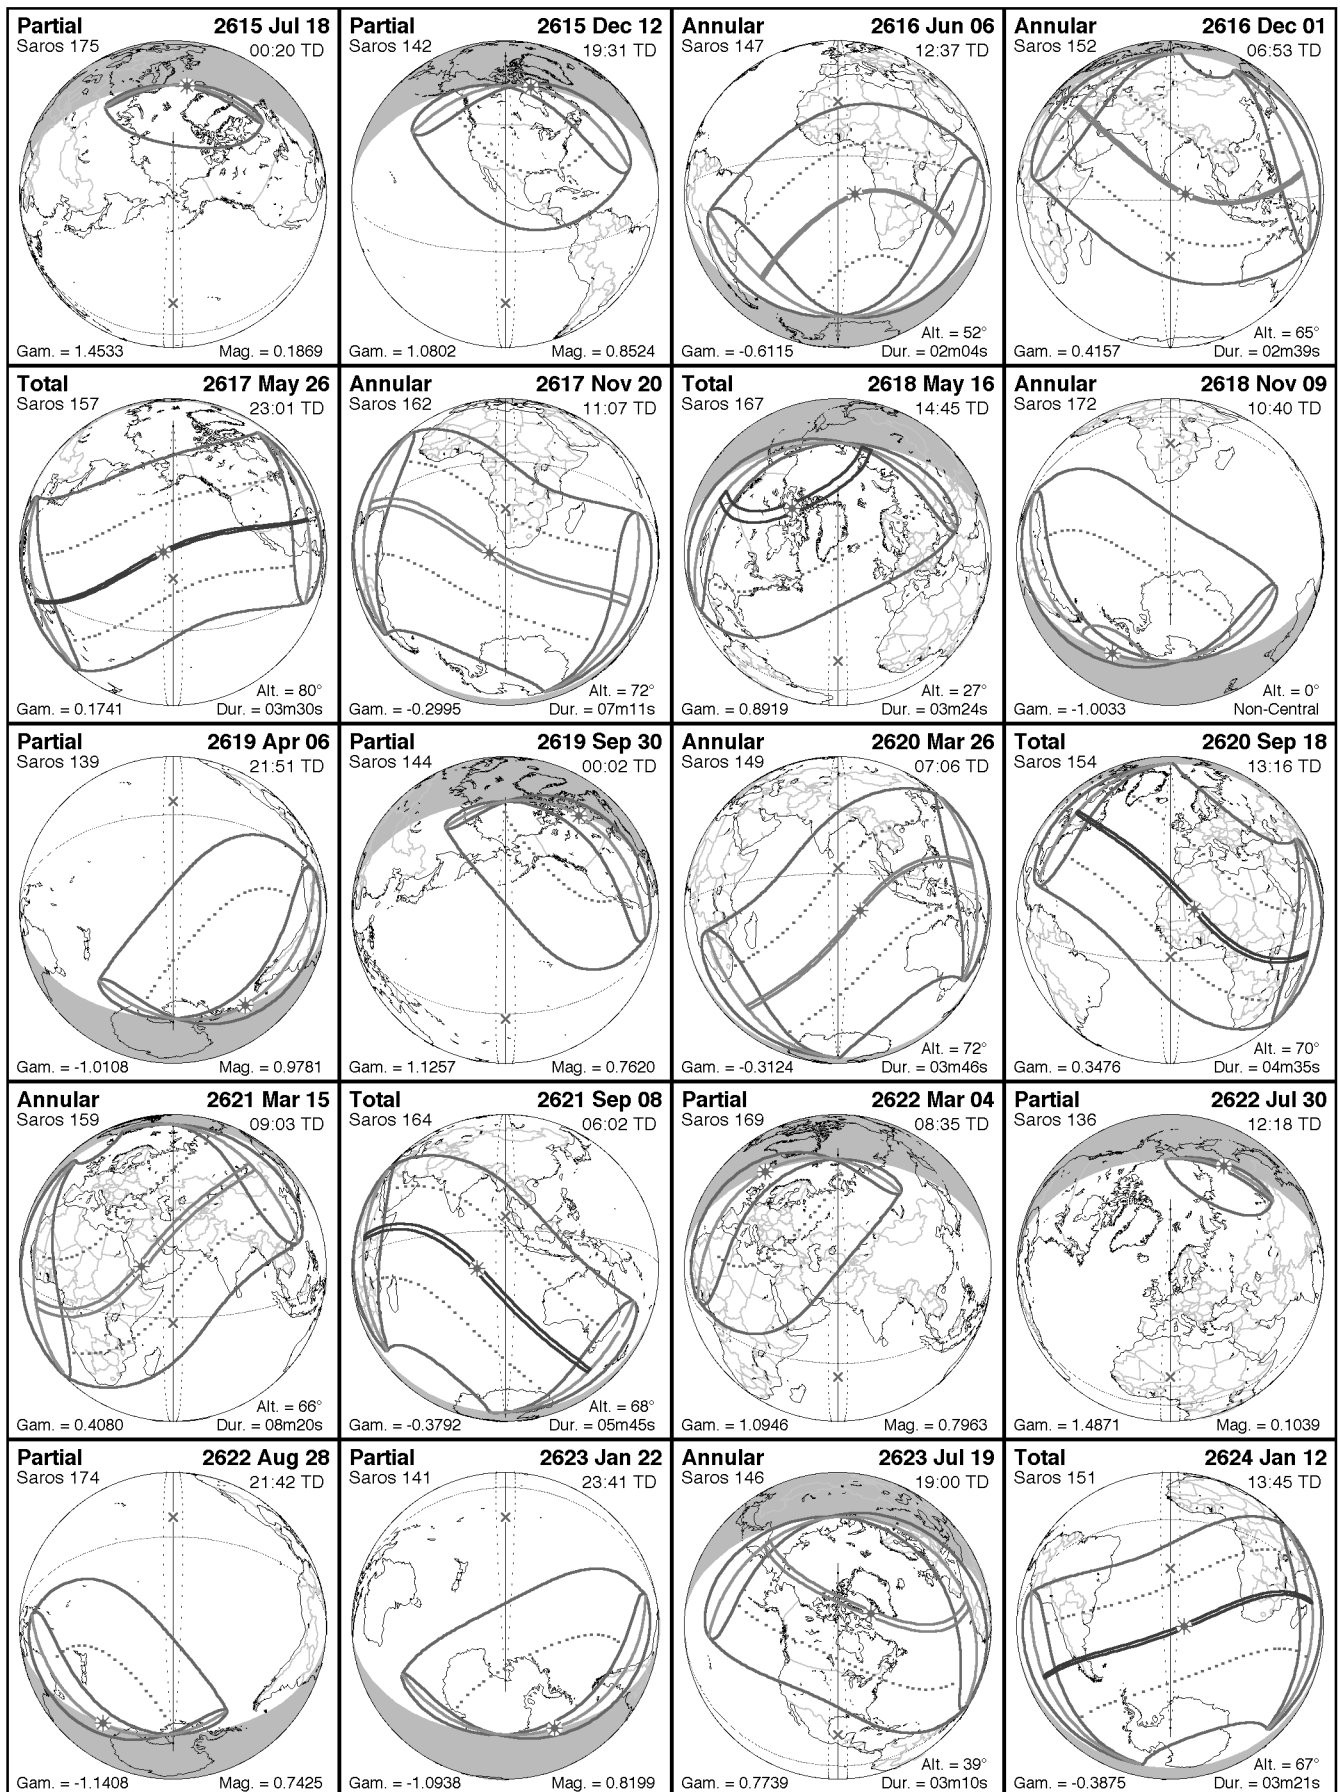 Partial 2615 Jul 18
Saros 175 00:20 TD
Gam. = 1.4533 Mag. = 0.1869
Partial 2615 Dec 12
Saros 142 19:31 TD
Gam. = 1.0802 Mag. = 0.8524
Annular 2616 Jun 06
Saros 147 12:37 TD
Alt. = 52°
Gam. = -0.6115 Dur. = 02m04s
Annular 2616 Dec 01
Saros 152 06:53 TD
Alt. = 65°
Gam. = 0.4157 Dur. = 02m39s
Total 2617 May 26
Saros 157 23:01 TD
Alt. = 80°
Gam. = 0.1741 Dur. = 03m30s
Annular 2617 Nov 20
Saros 162 11:07 TD
Alt. = 72°
Gam. = -0.2995 Dur. = 07m11s
Total 2618 May 16
Saros 167 14:45 TD
Alt. = 27°
Gam. = 0.8919 Dur. = 03m24s
Annular 2618 Nov 09
Saros 172 10:40 TD
Alt. = 0°
Gam. = -1.0033 Non-Central
Partial 2619 Apr 06
Saros 139 21:51 TD
Gam. = -1.0108 Mag. = 0.9781
Partial 2619 Sep 30
Saros 144 00:02 TD
Gam. = 1.1257 Mag. = 0.7620
Annular 2620 Mar 26
Saros 149 07:06 TD
Alt. = 72°
Gam. = -0.3124 Dur. = 03m46s
Total 2620 Sep 18
Saros 154 13:16 TD
Alt. = 70°
Gam. = 0.3476 Dur. = 04m35s
Annular 2621 Mar 15
Saros 159 09:03 TD
Alt. = 66°
Gam. = 0.4080 Dur. = 08m20s
Total 2621 Sep 08
Saros 164 06:02 TD
Alt. = 68°
Gam. = -0.3792 Dur. = 05m45s
Partial 2622 Mar 04
Saros 169 08:35 TD
Gam. = 1.0946 Mag. = 0.7963
Partial 2622 Jul 30
Saros 136 12:18 TD
Gam. = 1.4871 Mag. = 0.1039
Partial 2622 Aug 28
Saros 174 21:42 TD
Gam. = -1.1408 Mag. = 0.7425
Partial 2623 Jan 22
Saros 141 23:41 TD
Gam. = -1.0938 Mag. = 0.8199
Annular 2623 Jul 19
Saros 146 19:00 TD
Alt. = 39°
Gam. = 0.7739 Dur. = 03m10s
Total 2624 Jan 12
Saros 151 13:45 TD
Alt. = 67°
Gam. = -0.3875 Dur. = 03m21s